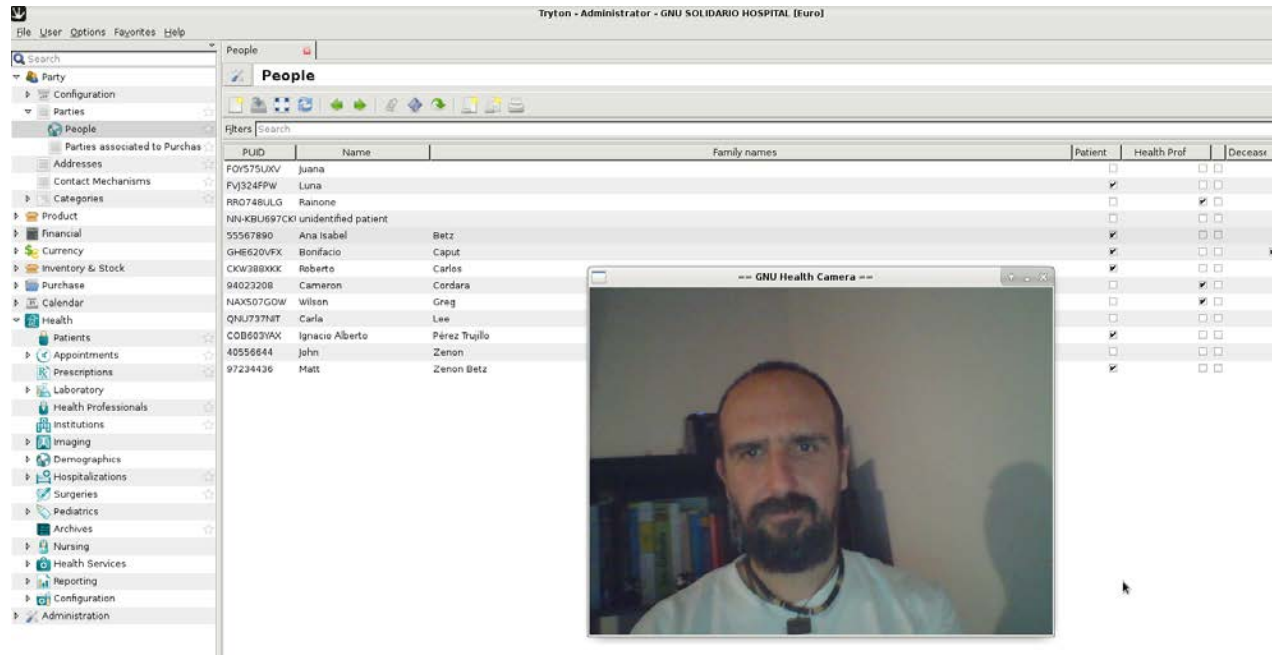 Tryton - Administrator - GNU SOLIDARIO HOSPITAL [Euro]
File User Options Favorites Help
Search
Party
Configuration
Parties
People
Parties associated to Purchas
Addresses
Contact Mechanisms
Categories
Product
Financial
Currency
Inventory & Stock
Purchase
Calendar
Health
Patients
Appointments
Prescriptions
Laboratory
Health Professionals
Institutions
Imaging
Demographics
Hospitalizations
Surgeries
Pediatrics
Archives
Nursing
Health Services
Reporting
Configuration
Administration
People
People
Filters Search
PUID Name Family names Patient Health Prof Decease
FOY575UXV Juana
FVJ324FPW Luna
RRO748ULG Rainone
NN-KBU697CK unidentified patient
55567890 Ana Isabel Betz
GHE620VFX Bonifacio Caput
CKW388XKK Roberto Carlos
94023208 Cameron Cordara
NAX507GOW Wilson Greg
QNU737NIT Carla Lee
COB603YAX Ignacio Alberto Pérez Trujillo
40556644 John Zenon
97234436 Matt Zenon Betz
== GNU Health Camera ==